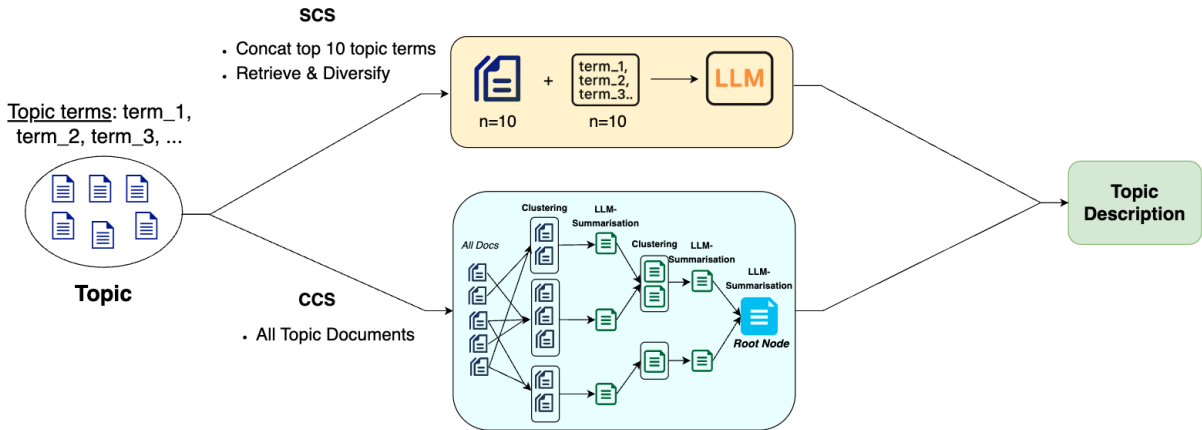 SCS
• Concat top 10 topic terms
• Retrieve & Diversify
term_1,
term_2,
term_3..
+
LLM
n=10
n=10
Topic terms: term_1,
term_2, term_3, ...
Topic
Topic
Description
CCS
• All Topic Documents
All Docs
Clustering
LLM-
Summarisation
Clustering
LLM-
Summarisation
LLM-
Summarisation
Root Node